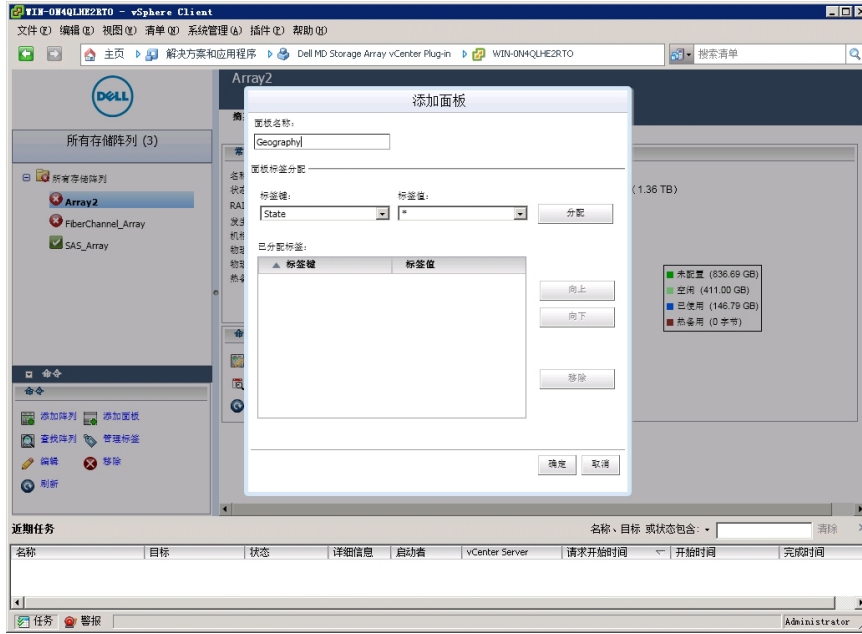 WIN-0N4QLHE2RTO - vSphere Client
文件(F) 编辑(E) 视图(V) 清单(N) 系统管理(A) 插件(P) 帮助(H)
主页 解决方案和应用程序 Dell MD Storage Array vCenter Plug-in WIN-0N4QLHE2RTO 搜索清单
DELL
所有存储阵列 (3)
所有存储阵列
Array2
FiberChannel_Array
SAS_Array
命令
命令
添加阵列 添加面板
查找阵列 管理标签
编辑 移除
刷新
Array2
添加面板
面板名称:
Geography
面板标签分配
标签键: 标签值:
State * 分配
已分配标签:
标签键 标签值
向上
向下
移除
确定 取消
(1.36 TB)
未配置 (836.69 GB)
空闲 (411.00 GB)
已使用 (146.79 GB)
热备用 (0 字节)
近期任务 名称、目标 或状态包含: 清除
名称 目标 状态 详细信息 启动者 vCenter Server 请求开始时间 开始时间 完成时间
任务 警报 Administrator